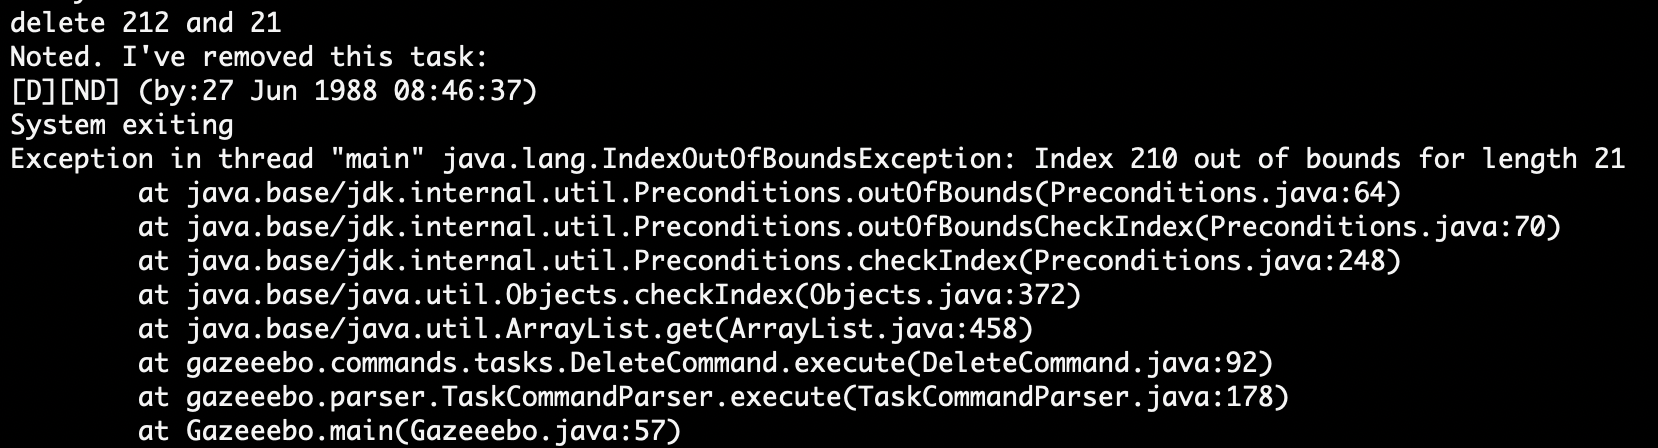 delete 212 and 21
Noted. I've removed this task:
[D][ND] (by:27 Jun 1988 08:46:37)
System exiting
Exception in thread "main" java.lang.IndexOutOfBoundsException: Index 210 out of bounds for length 21
at java.base/jdk.internal.util.Preconditions.outOfBounds(Preconditions.java:64)
at java.base/jdk.internal.util.Preconditions.outOfBoundsCheckIndex(Preconditions.java:70)
at java.base/jdk.internal.util.Preconditions.checkIndex(Preconditions.java:248)
at java.base/java.util.Objects.checkIndex(Objects.java:372)
at java.base/java.util.ArrayList.get(ArrayList.java:458)
at gazeeebo.commands.tasks.DeleteCommand.execute(DeleteCommand.java:92)
at gazeeebo.parser.TaskCommandParser.execute(TaskCommandParser.java:178)
at Gazeeebo.main(Gazeeebo.java:57)